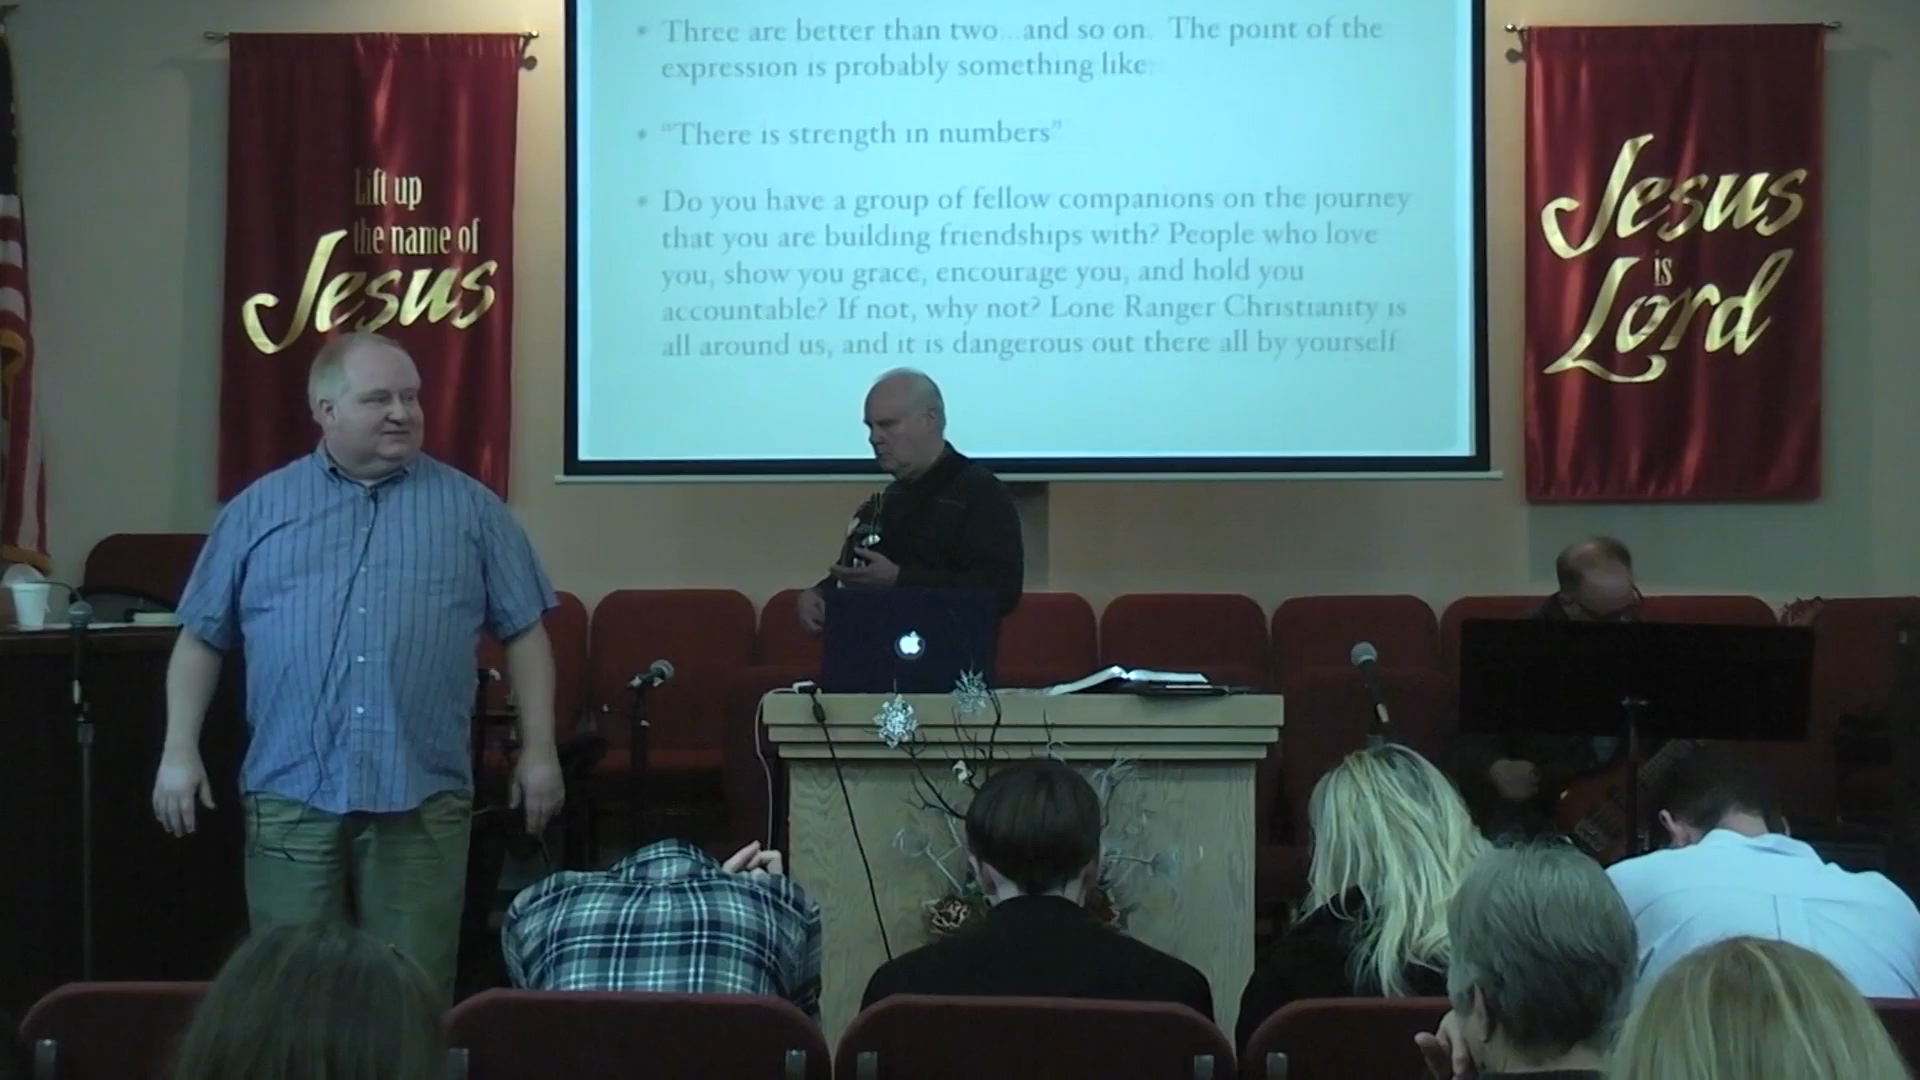 Three are better than two...and so on. The point of the
expression is probably something like:
"There is strength in numbers"
Do you have a group of fellow companions on the journey
that you are building friendships with? People who love
you, show you grace, encourage you, and hold you
accountable? If not, why not? Lone Ranger Christianity is
all around us, and it is dangerous out there all by yourself
Lift up
the name of
Jesus
Jesus
is
Lord